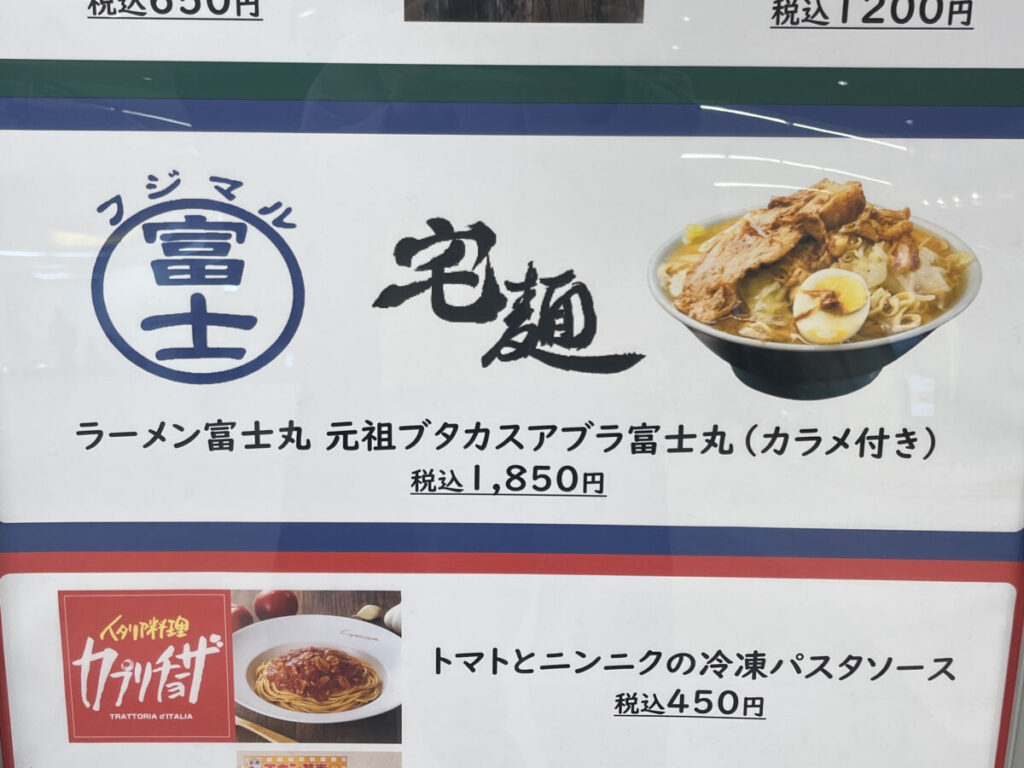 税込650円
税込1200円
フジマル
富士
宅麺
ラーメン富士丸 元祖ブタカスアブラ富士丸(カラメ付き)
税込1,850円
イタリア料理
カプリチョーザ
TRATTORIA d'ITALIA
Capricciosa
トマトとニンニクの冷凍パスタソース
税込450円